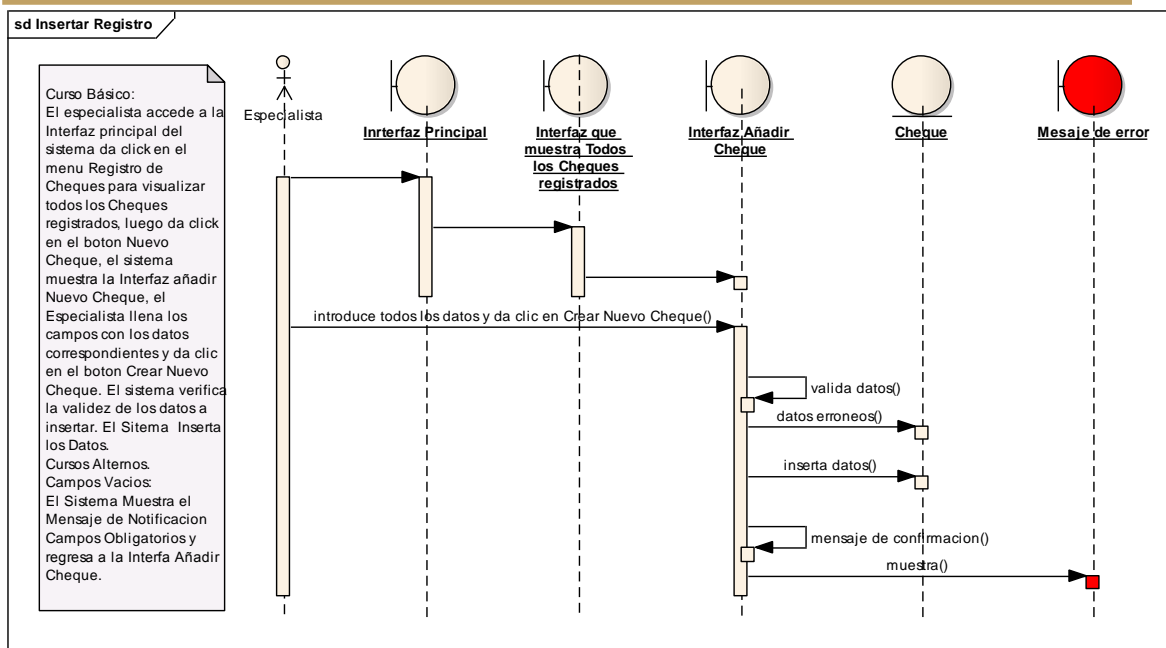 sd Insertar Registro
Curso Básico:
El especialista accede a la
Interfaz principal del
sistema da click en el
menu Registro de
Cheques para visualizar
todos los Cheques
registrados, luego da click
en el boton Nuevo
Cheque, el sistema
muestra la Interfaz añadir
Nuevo Cheque, el
Especialista llena los
campos con los datos
correspondientes y da clic
en el boton Crear Nuevo
Cheque. El sistema verifica
la validez de los datos a
insertar. El Sitema Inserta
los Datos.
Cursos Alternos.
Campos Vacios:
El Sistema Muestra el
Mensaje de Notificacion
Campos Obligatorios y
regresa a la Interfa Añadir
Cheque.
Especialista
Inrterfaz Principal
Interfaz que
muestra Todos
los Cheques
registrados
Interfaz Añadir
Cheque
Cheque
Mesaje de error
introduce todos los datos y da clic en Crear Nuevo Cheque()
valida datos()
datos erroneos()
inserta datos()
mensaje de confirmacion()
muestra()